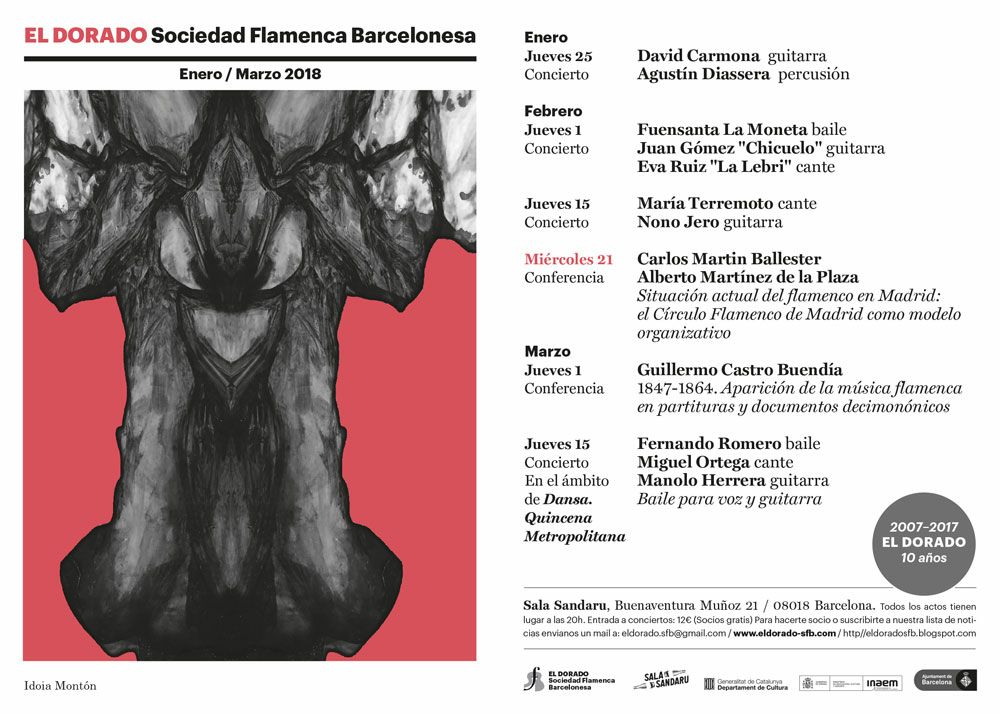 EL DORADO Sociedad Flamenca Barcelonesa
Enero / Marzo 2018
Idoia Montón
Enero
Jueves 25 David Carmona guitarra
Concierto Agustín Diassera percusión
Febrero
Jueves 1 Fuensanta La Moneta baile
Concierto Juan Gómez "Chicuelo" guitarra
Eva Ruiz "La Lebri" cante
Jueves 15 María Terremoto cante
Concierto Nono Jero guitarra
Miércoles 21 Carlos Martin Ballester
Conferencia Alberto Martínez de la Plaza
Situación actual del flamenco en Madrid:
el Círculo Flamenco de Madrid como modelo
organizativo
Marzo
Jueves 1 Guillermo Castro Buendía
Conferencia 1847-1864. Aparición de la música flamenca
en partituras y documentos decimonónicos
Jueves 15 Fernando Romero baile
Concierto Miguel Ortega cante
En el ámbito Manolo Herrera guitarra
de Dansa. Baile para voz y guitarra
Quincena
Metropolitana
2007–2017
EL DORADO
10 años
Sala Sandaru, Buenaventura Muñoz 21 / 08018 Barcelona. Todos los actos tienen
lugar a las 20h. Entrada a conciertos: 12€ (Socios gratis) Para hacerte socio o suscribirte a nuestra lista de noti-
cias envianos un mail a: eldorado.sfb@gmail.com / www.eldorado-sfb.com / http//eldoradosfb.blogspot.com
EL DORADO
Sociedad Flamenca
Barcelonesa
SALA
SANDARU
Generalitat de Catalunya
Departament de Cultura
inaem
Ajuntament de
Barcelona